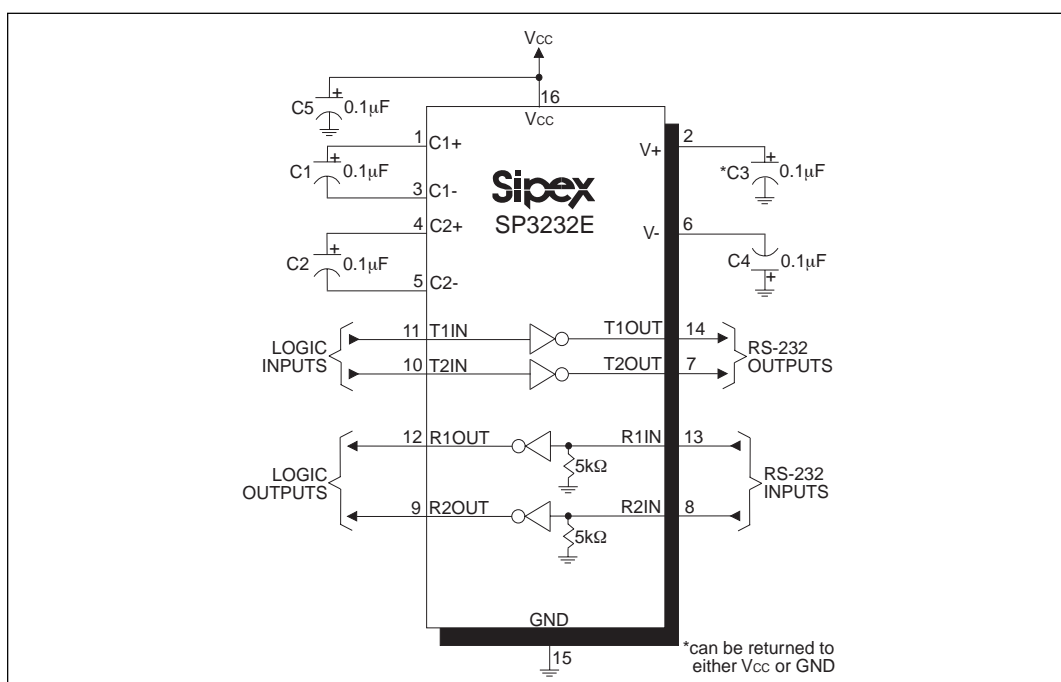 VCC
16
VCC
C5
+
0.1µF
1
C1+
C1
+
0.1µF
3
C1-
4
C2+
C2
+
0.1µF
5
C2-
Sipex
SP3232E
V+
2
*C3
+
0.1µF
V-
6
C4
0.1µF
+
LOGIC
INPUTS
11
T1IN
T1OUT
14
10
T2IN
T2OUT
7
RS-232
OUTPUTS
LOGIC
OUTPUTS
12
R1OUT
R1IN
13
5kΩ
9
R2OUT
R2IN
8
5kΩ
RS-232
INPUTS
GND
15
*can be returned to
either VCC or GND